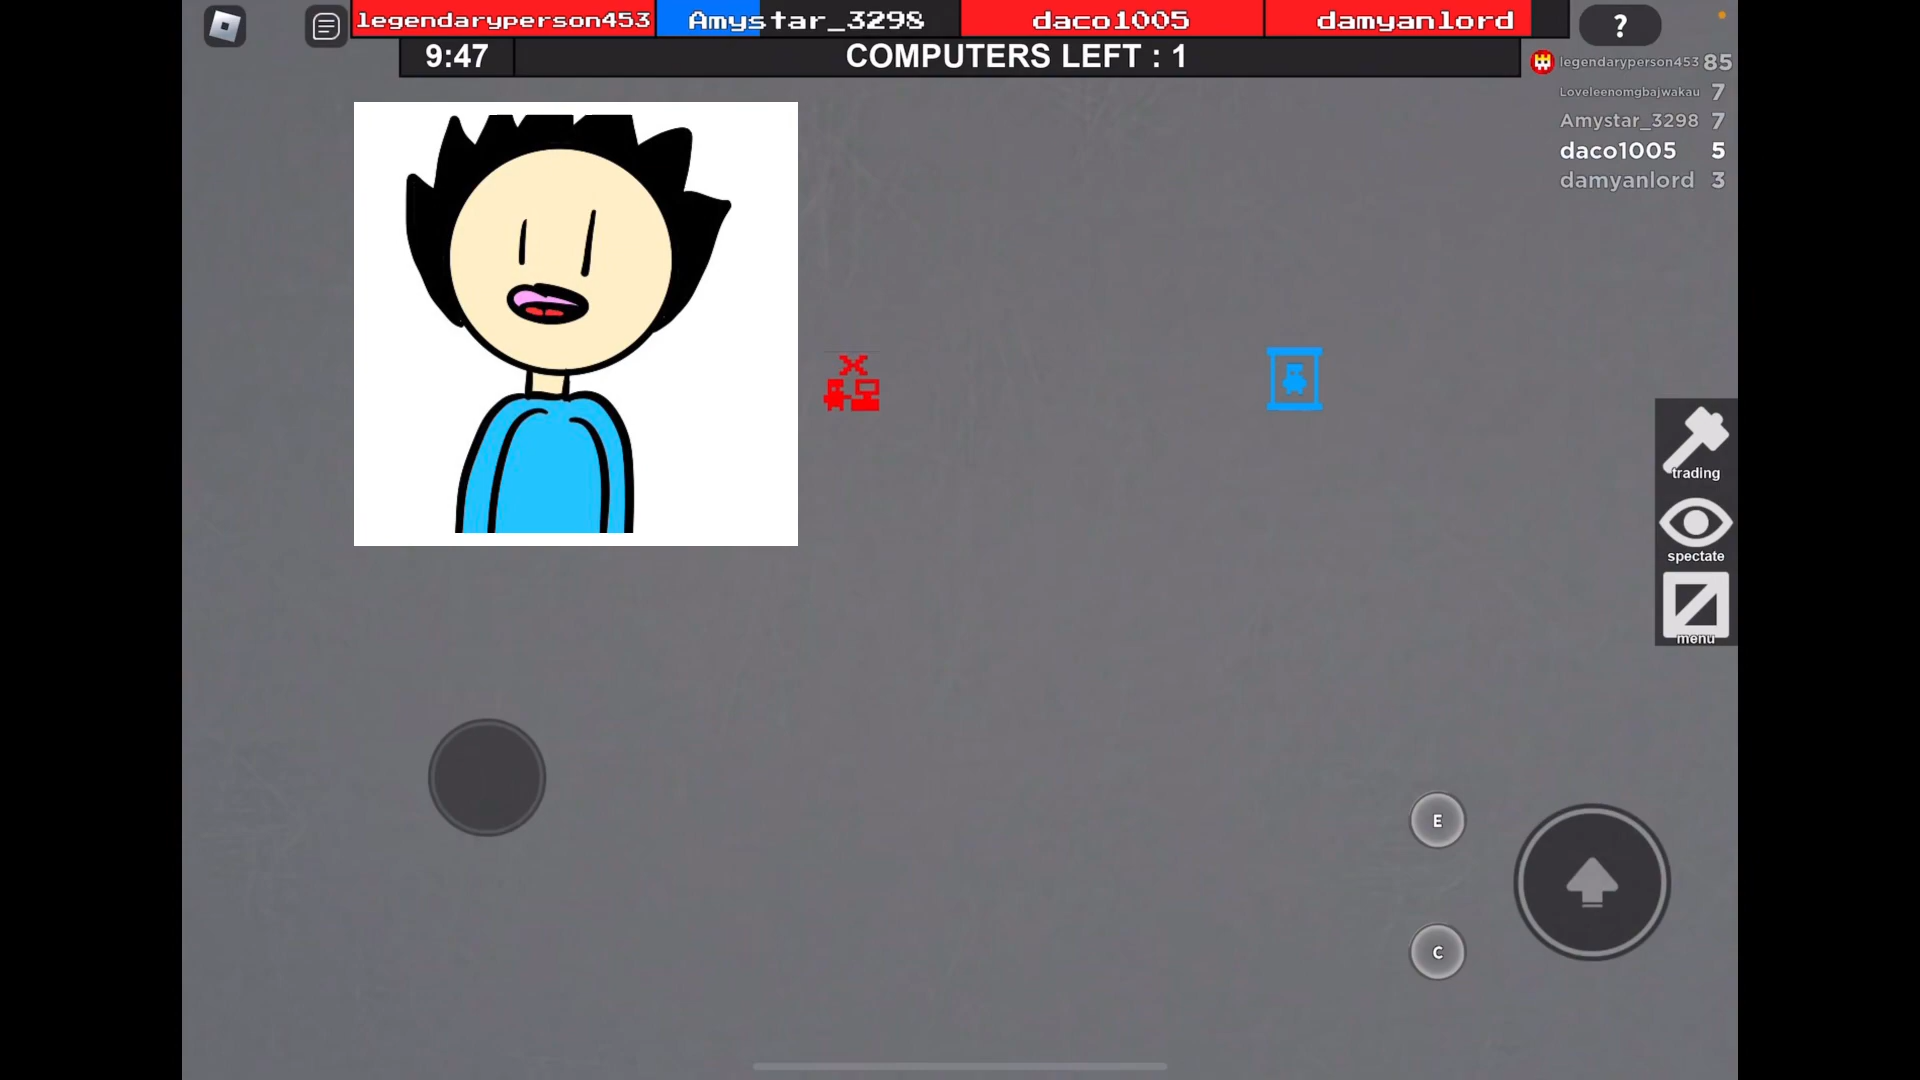 legendaryperson453 Amystar_3298 daco1005 damyanlord ?
9:47 COMPUTERS LEFT : 1
legendaryperson453 85
Loveleenomgbajwakau 7
Amystar_3298 7
daco1005 5
damyanlord 3
trading
spectate
menu
E
C